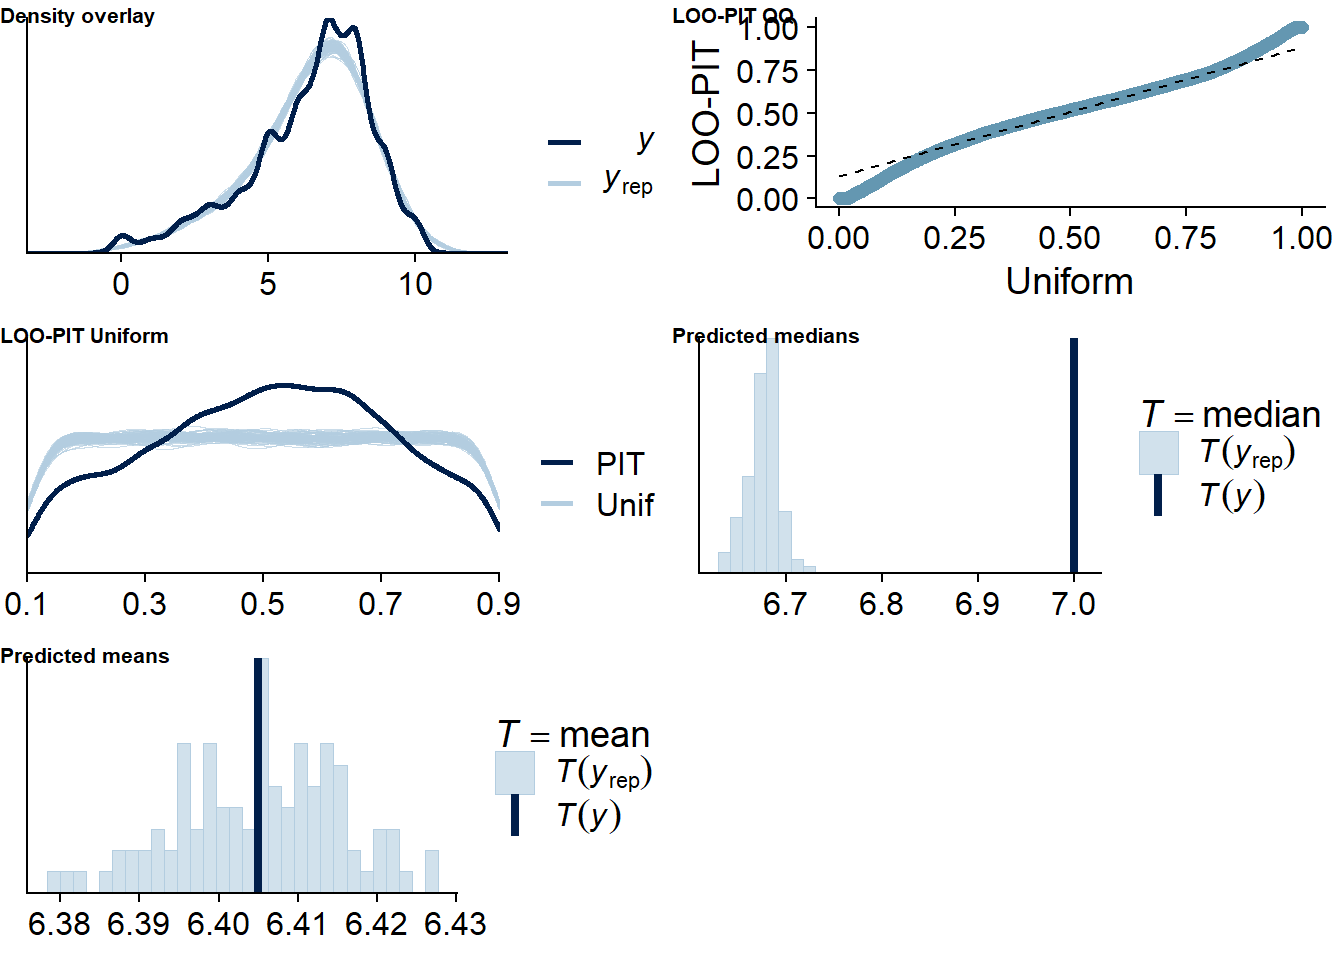 Density overlay
y
y rep
0 5 10
LOO-PIT QQ
LOO-PIT
1.00
0.75
0.50
0.25
0.00
0.00 0.25 0.50 0.75 1.00
Uniform
LOO-PIT Uniform
PIT
Unif
0.1 0.3 0.5 0.7 0.9
Predicted medians
T = median
T(y rep)
T(y)
6.7 6.8 6.9 7.0
Predicted means
T = mean
T(y rep)
T(y)
6.38 6.39 6.40 6.41 6.42 6.43